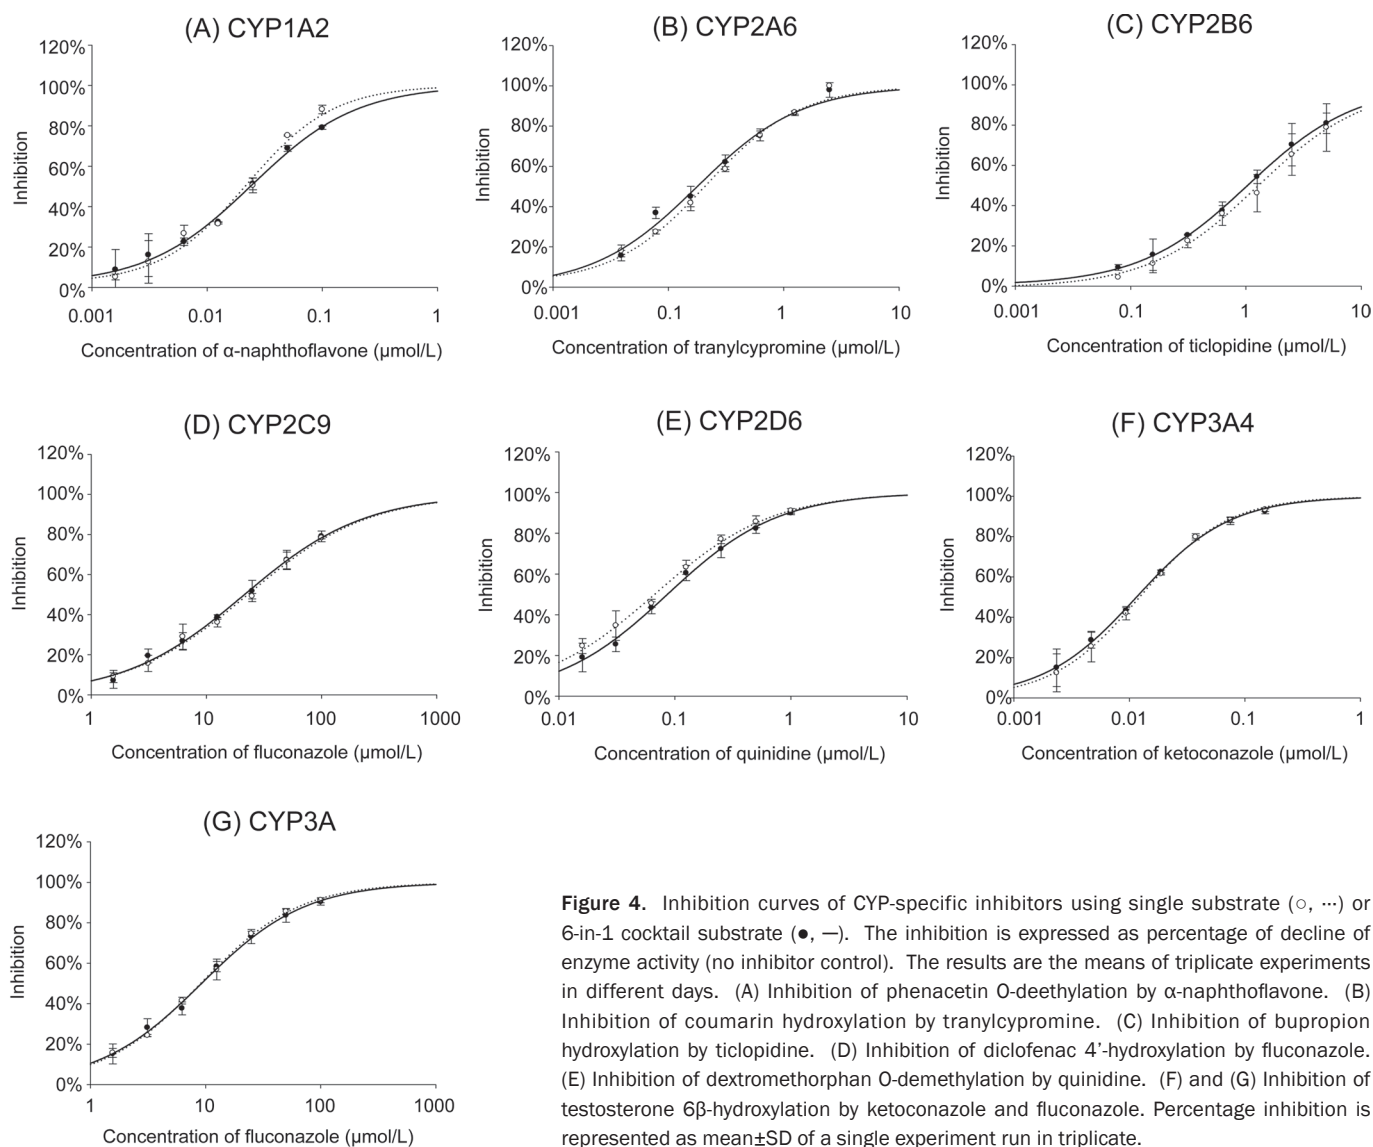 (A) CYP1A2
120%
100%
80%
60%
40%
20%
0%
Inhibition
0.001 0.01 0.1 1
Concentration of α-naphthoflavone (µmol/L)
(B) CYP2A6
120%
100%
80%
60%
40%
20%
0%
Inhibition
0.001 0.01 0.1 1 10
Concentration of tranylcypromine (µmol/L)
(C) CYP2B6
120%
100%
80%
60%
40%
20%
0%
Inhibition
0.001 0.1 1 10
Concentration of ticlopidine (µmol/L)
(D) CYP2C9
120%
100%
80%
60%
40%
20%
0%
Inhibition
1 10 100 1000
Concentration of fluconazole (µmol/L)
(E) CYP2D6
120%
100%
80%
60%
40%
20%
0%
Inhibition
0.01 0.1 1 10
Concentration of quinidine (µmol/L)
(F) CYP3A4
120%
100%
80%
60%
40%
20%
0%
Inhibition
0.001 0.01 0.1 1
Concentration of ketoconazole (µmol/L)
(G) CYP3A
120%
100%
80%
60%
40%
20%
0%
Inhibition
1 10 100 1000
Concentration of fluconazole (µmol/L)
Figure 4. Inhibition curves of CYP-specific inhibitors using single substrate (○, ···) or
6-in-1 cocktail substrate (●, —). The inhibition is expressed as percentage of decline of
enzyme activity (no inhibitor control). The results are the means of triplicate experiments
in different days. (A) Inhibition of phenacetin O-deethylation by α-naphthoflavone. (B)
Inhibition of coumarin hydroxylation by tranylcypromine. (C) Inhibition of bupropion
hydroxylation by ticlopidine. (D) Inhibition of diclofenac 4’-hydroxylation by fluconazole.
(E) Inhibition of dextromethorphan O-demethylation by quinidine. (F) and (G) Inhibition of
testosterone 6β-hydroxylation by ketoconazole and fluconazole. Percentage inhibition is
represented as mean±SD of a single experiment run in triplicate.